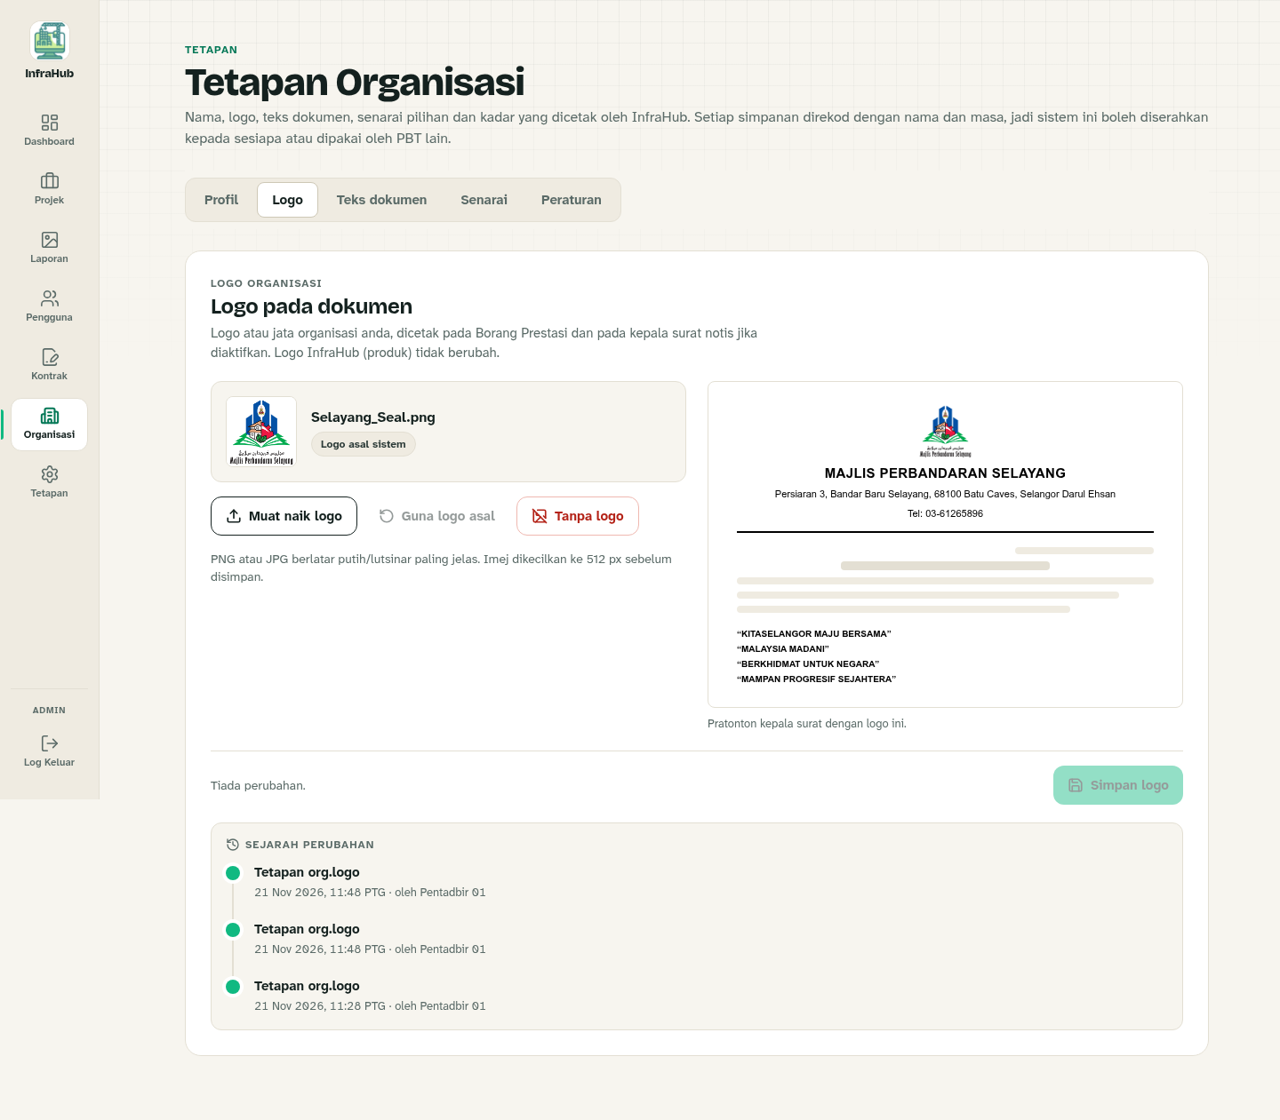 InfraHub
Dashboard
Projek
Laporan
Pengguna
Kontrak
Organisasi
Tetapan
ADMIN
Log Keluar
TETAPAN
Tetapan Organisasi
Nama, logo, teks dokumen, senarai pilihan dan kadar yang dicetak oleh InfraHub. Setiap simpanan direkod dengan nama dan masa, jadi sistem ini boleh diserahkan
kepada sesiapa atau dipakai oleh PBT lain.
Profil
Logo
Teks dokumen
Senarai
Peraturan
LOGO ORGANISASI
Logo pada dokumen
Logo atau jata organisasi anda, dicetak pada Borang Prestasi dan pada kepala surat notis jika
diaktifkan. Logo InfraHub (produk) tidak berubah.
Majlis Perbandaran Selayang
Selayang_Seal.png
Logo asal sistem
Muat naik logo
Guna logo asal
Tanpa logo
PNG atau JPG berlatar putih/lutsinar paling jelas. Imej dikecilkan ke 512 px sebelum
disimpan.
Majlis Perbandaran Selayang
MAJLIS PERBANDARAN SELAYANG
Persiaran 3, Bandar Baru Selayang, 68100 Batu Caves, Selangor Darul Ehsan
Tel: 03-61265896
“KITASELANGOR MAJU BERSAMA”
“MALAYSIA MADANI”
“BERKHIDMAT UNTUK NEGARA”
“MAMPAN PROGRESIF SEJAHTERA”
Pratonton kepala surat dengan logo ini.
Tiada perubahan.
Simpan logo
SEJARAH PERUBAHAN
Tetapan org.logo
21 Nov 2026, 11:48 PTG · oleh Pentadbir 01
Tetapan org.logo
21 Nov 2026, 11:48 PTG · oleh Pentadbir 01
Tetapan org.logo
21 Nov 2026, 11:28 PTG · oleh Pentadbir 01